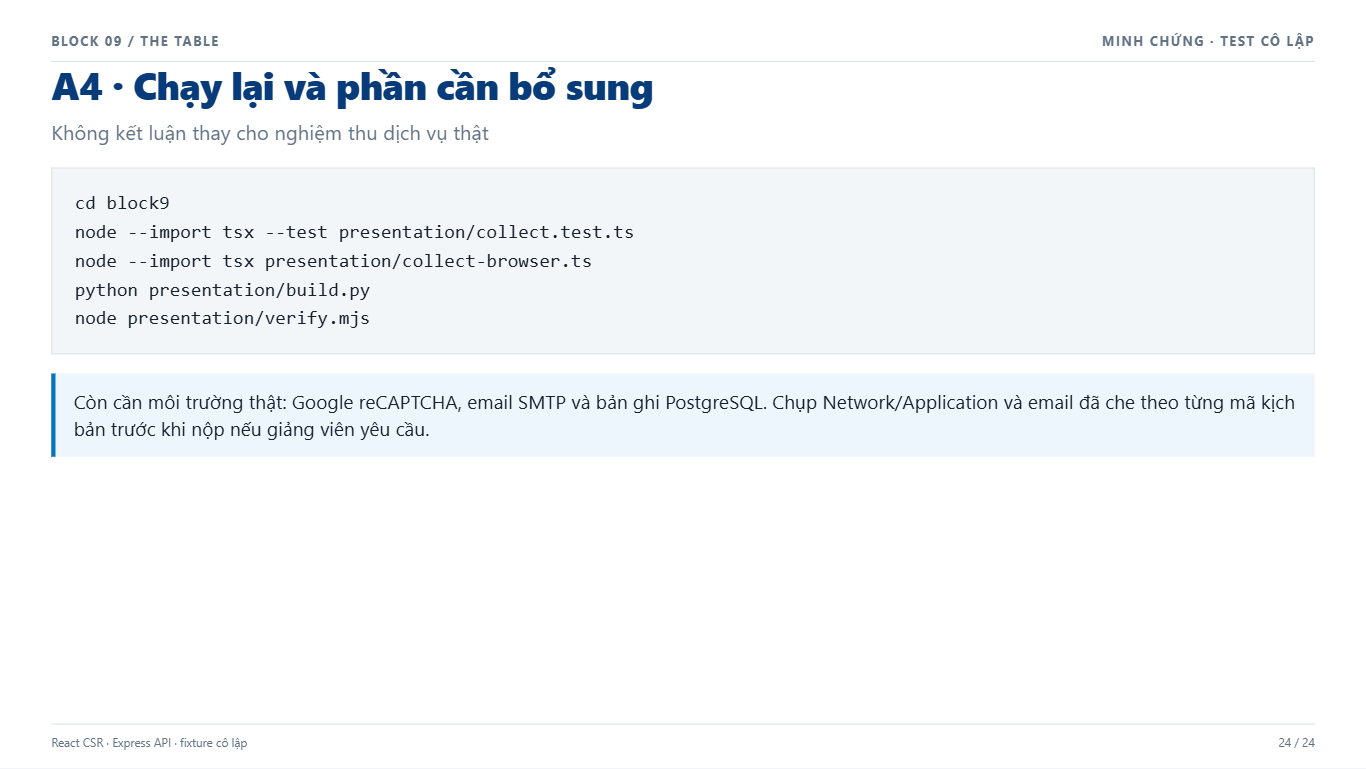 BLOCK 09 / THE TABLE
MINH CHỨNG · TEST CÔ LẬP
A4 · Chạy lại và phần cần bổ sung
Không kết luận thay cho nghiệm thu dịch vụ thật
cd block9
node --import tsx --test presentation/collect.test.ts
node --import tsx presentation/collect-browser.ts
python presentation/build.py
node presentation/verify.mjs
Còn cần môi trường thật: Google reCAPTCHA, email SMTP và bản ghi PostgreSQL. Chụp Network/Application và email đã che theo từng mã kịch
bản trước khi nộp nếu giảng viên yêu cầu.
React CSR · Express API · fixture cô lập
24 / 24